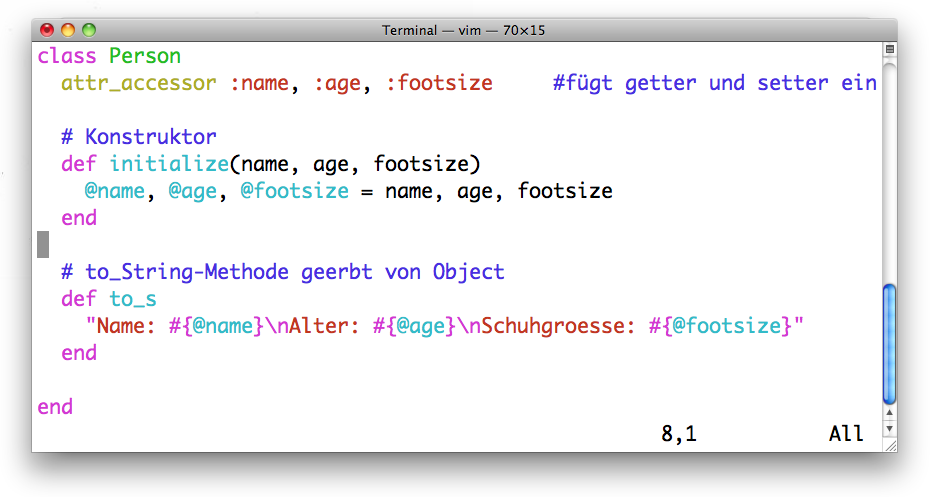 Terminal — vim — 70×15
class Person
  attr_accessor :name, :age, :footsize     #fügt getter und setter ein

  # Konstruktor
  def initialize(name, age, footsize)
    @name, @age, @footsize = name, age, footsize
  end

  # to_String-Methode geerbt von Object
  def to_s
    "Name: #{@name}\nAlter: #{@age}\nSchuhgroesse: #{@footsize}"
  end

end
8,1           All